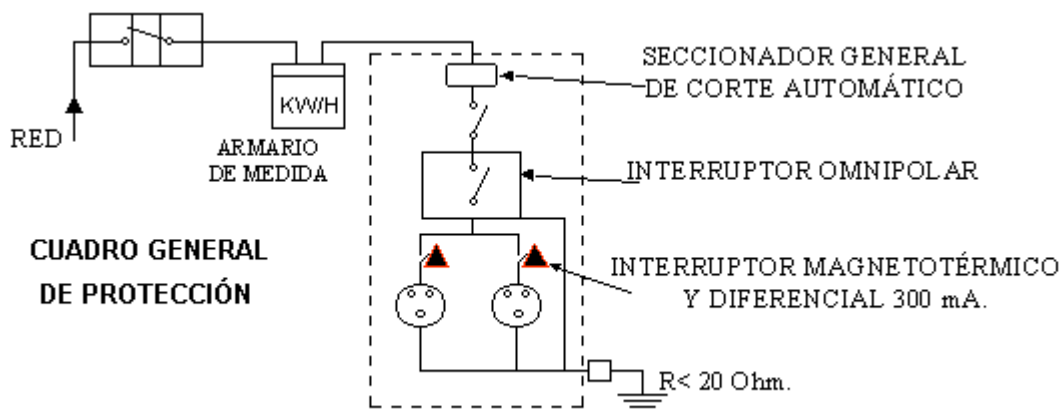 SECCIONADOR GENERAL
DE CORTE AUTOMÁTICO
KW/H
RED
ARMARIO
DE MEDIDA
INTERRUPTOR OMNIPOLAR
CUADRO GENERAL
DE PROTECCIÓN
INTERRUPTOR MAGNETOTÉRMICO
Y DIFERENCIAL 300 mA.
R< 20 Ohm.